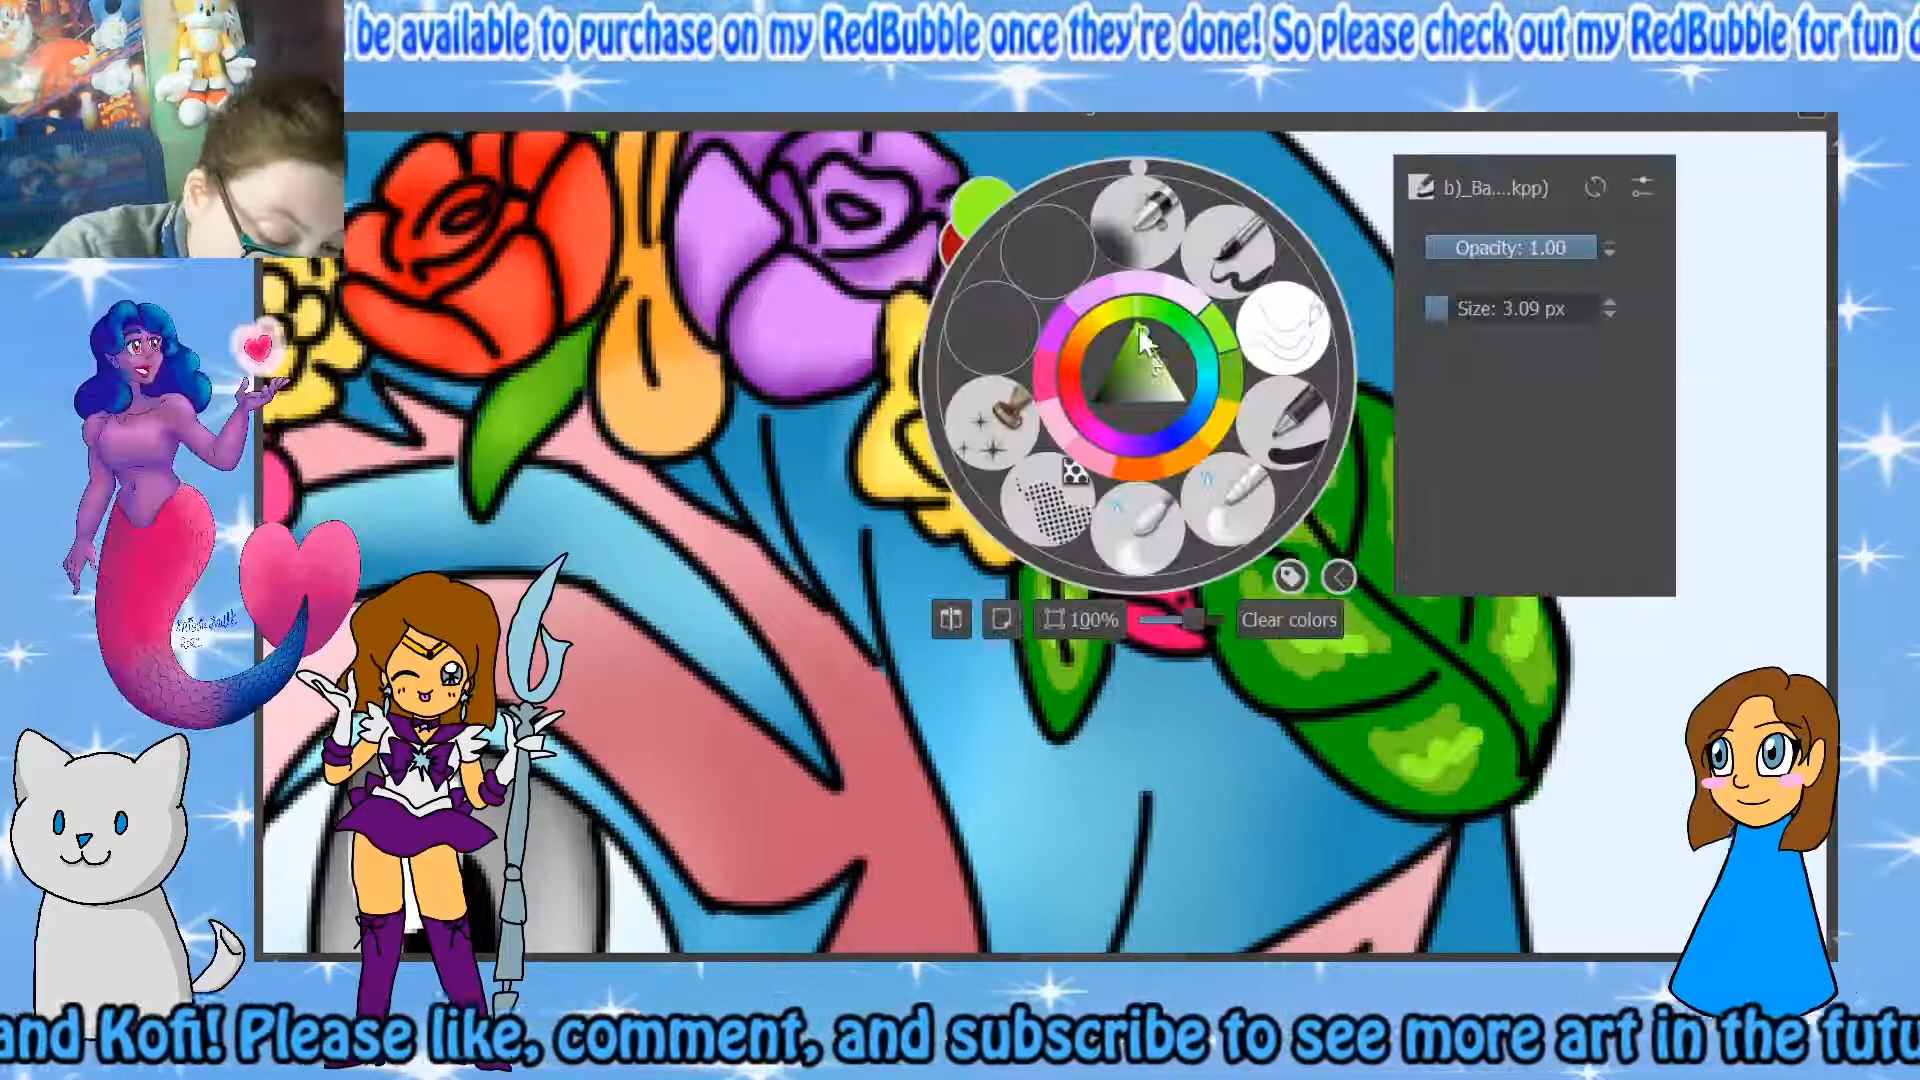 be available to purchase on my RedBubble once they're done! So please check out my RedBubble for fun
b)_Ba....kpp)
Opacity: 1.00
Size: 3.09 px
100%
Clear colors
and Kofi! Please like, comment, and subscribe to see more art in the futu